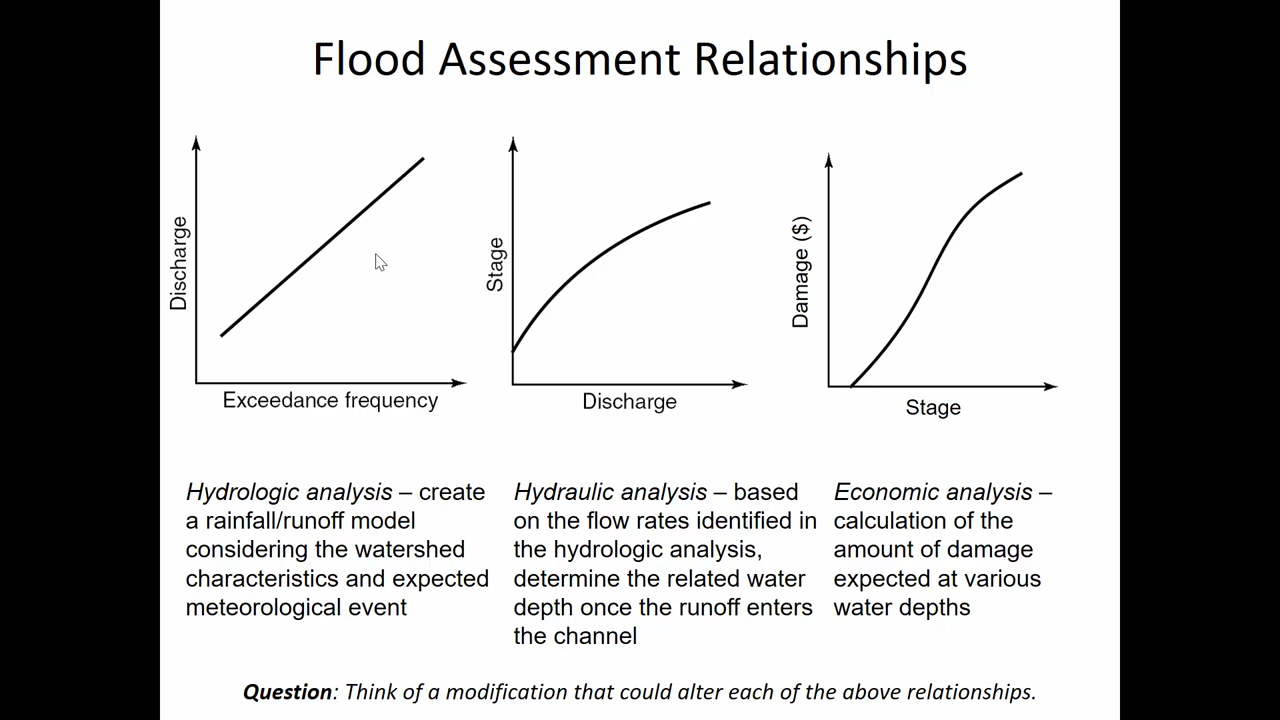 Flood Assessment Relationships
Discharge
Exceedance frequency
Stage
Discharge
Damage ($)
Stage
Hydrologic analysis – create
a rainfall/runoff model
considering the watershed
characteristics and expected
meteorological event
Hydraulic analysis – based
on the flow rates identified in
the hydrologic analysis,
determine the related water
depth once the runoff enters
the channel
Economic analysis –
calculation of the
amount of damage
expected at various
water depths
Question: Think of a modification that could alter each of the above relationships.